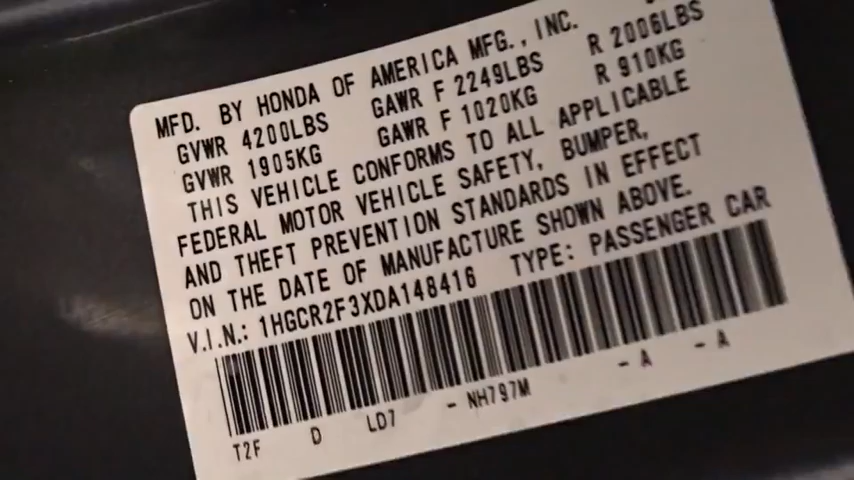 MFD. BY HONDA OF AMERICA MFG., INC.
GVWR 4200LBS GAWR F 2249LBS R 2006LBS
GVWR 1905KG GAWR F 1020KG R 910KG
THIS VEHICLE CONFORMS TO ALL APPLICABLE
FEDERAL MOTOR VEHICLE SAFETY, BUMPER,
AND THEFT PREVENTION STANDARDS IN EFFECT
ON THE DATE OF MANUFACTURE SHOWN ABOVE.
V.I.N.: 1HGCR2F3XDA148416 TYPE: PASSENGER CAR
T2F D LD7 - NH797M - A - A